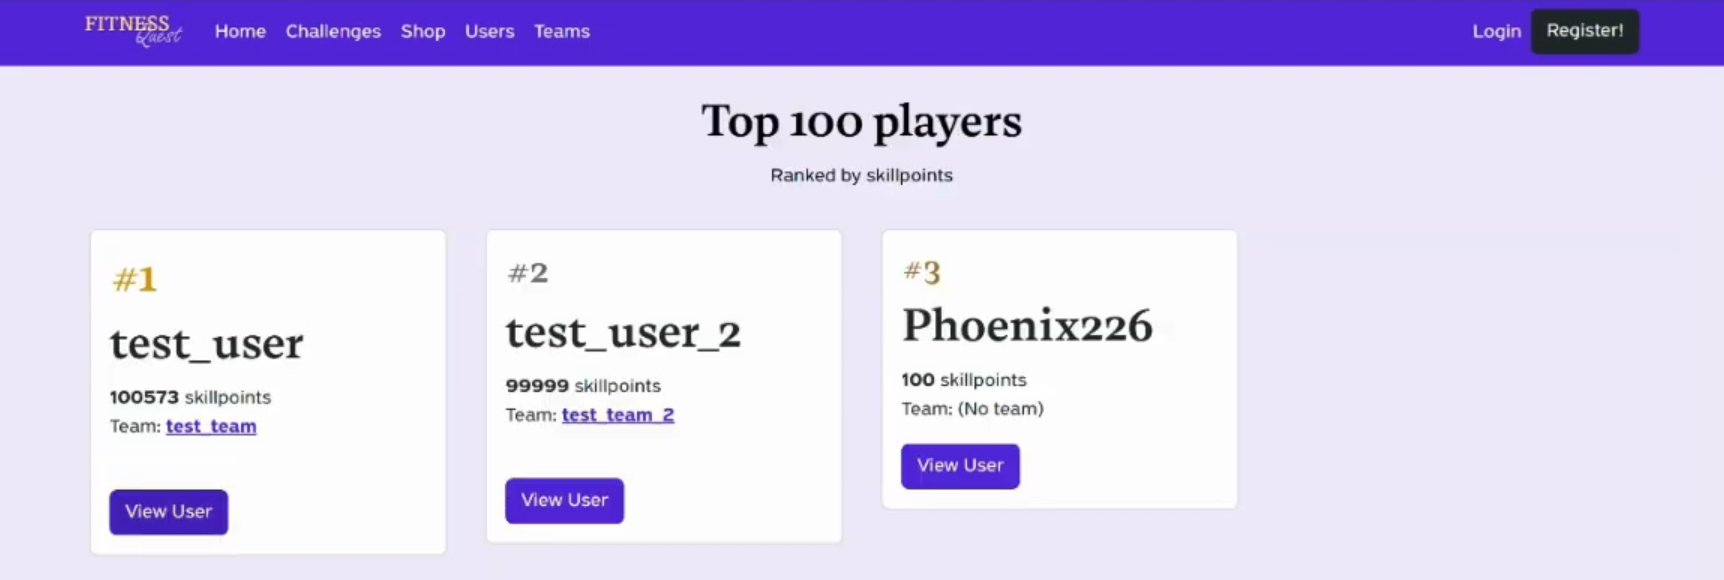 FITNESS
Quest
Home Challenges Shop Users Teams
Login Register!
Top 100 players
Ranked by skillpoints
#1
test_user
100573 skillpoints
Team: test_team
View User
#2
test_user_2
99999 skillpoints
Team: test_team_2
View User
#3
Phoenix226
100 skillpoints
Team: (No team)
View User